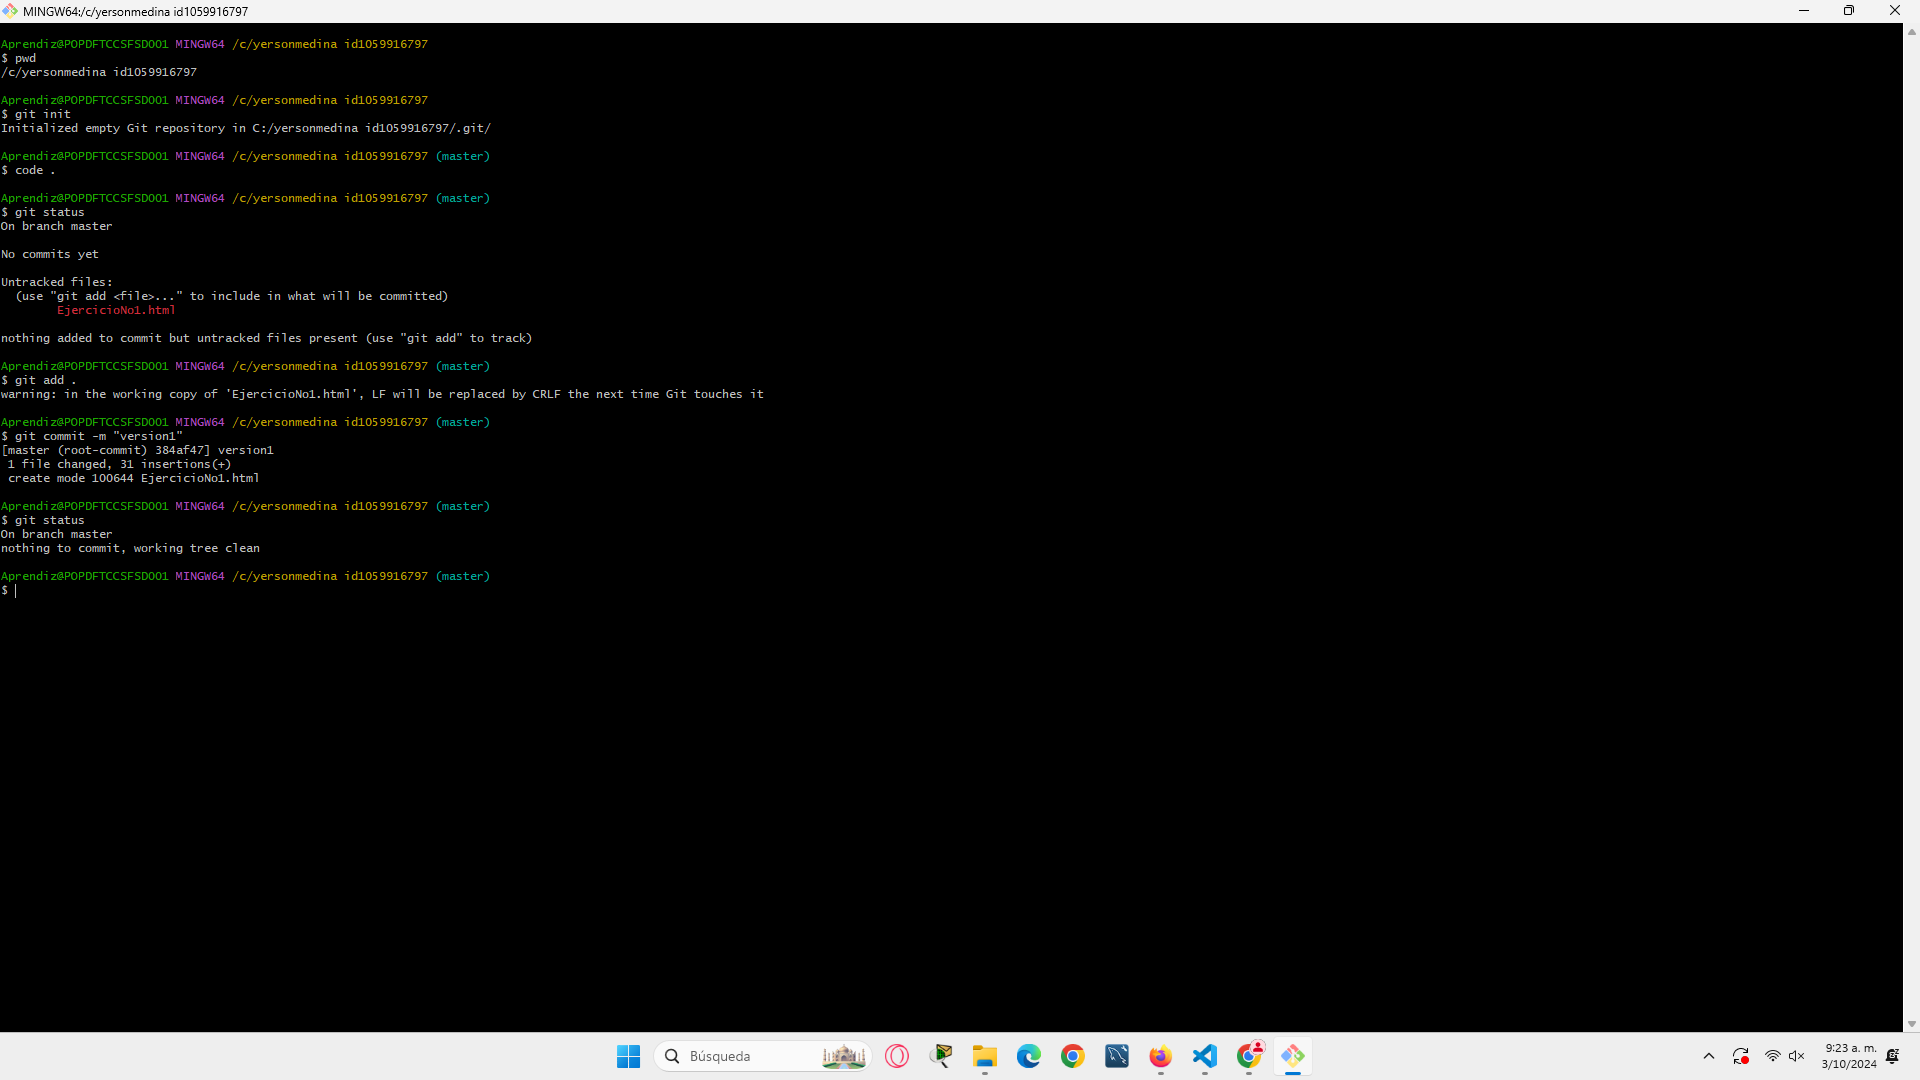 MINGW64:/c/yersonmedina id1059916797
Aprendiz@POPDFTCCSFSD001 MINGW64 /c/yersonmedina id1059916797
$ pwd
/c/yersonmedina id1059916797
Aprendiz@POPDFTCCSFSD001 MINGW64 /c/yersonmedina id1059916797
$ git init
Initialized empty Git repository in C:/yersonmedina id1059916797/.git/
Aprendiz@POPDFTCCSFSD001 MINGW64 /c/yersonmedina id1059916797 (master)
$ code .
Aprendiz@POPDFTCCSFSD001 MINGW64 /c/yersonmedina id1059916797 (master)
$ git status
On branch master
No commits yet
Untracked files:
(use "git add <file>..." to include in what will be committed)
EjercicioNo1.html
nothing added to commit but untracked files present (use "git add" to track)
Aprendiz@POPDFTCCSFSD001 MINGW64 /c/yersonmedina id1059916797 (master)
$ git add .
warning: in the working copy of 'EjercicioNo1.html', LF will be replaced by CRLF the next time Git touches it
Aprendiz@POPDFTCCSFSD001 MINGW64 /c/yersonmedina id1059916797 (master)
$ git commit -m "version1"
[master (root-commit) 384af47] version1
1 file changed, 31 insertions(+)
create mode 100644 EjercicioNo1.html
Aprendiz@POPDFTCCSFSD001 MINGW64 /c/yersonmedina id1059916797 (master)
$ git status
On branch master
nothing to commit, working tree clean
Aprendiz@POPDFTCCSFSD001 MINGW64 /c/yersonmedina id1059916797 (master)
$
Búsqueda
9:23 a. m.
3/10/2024